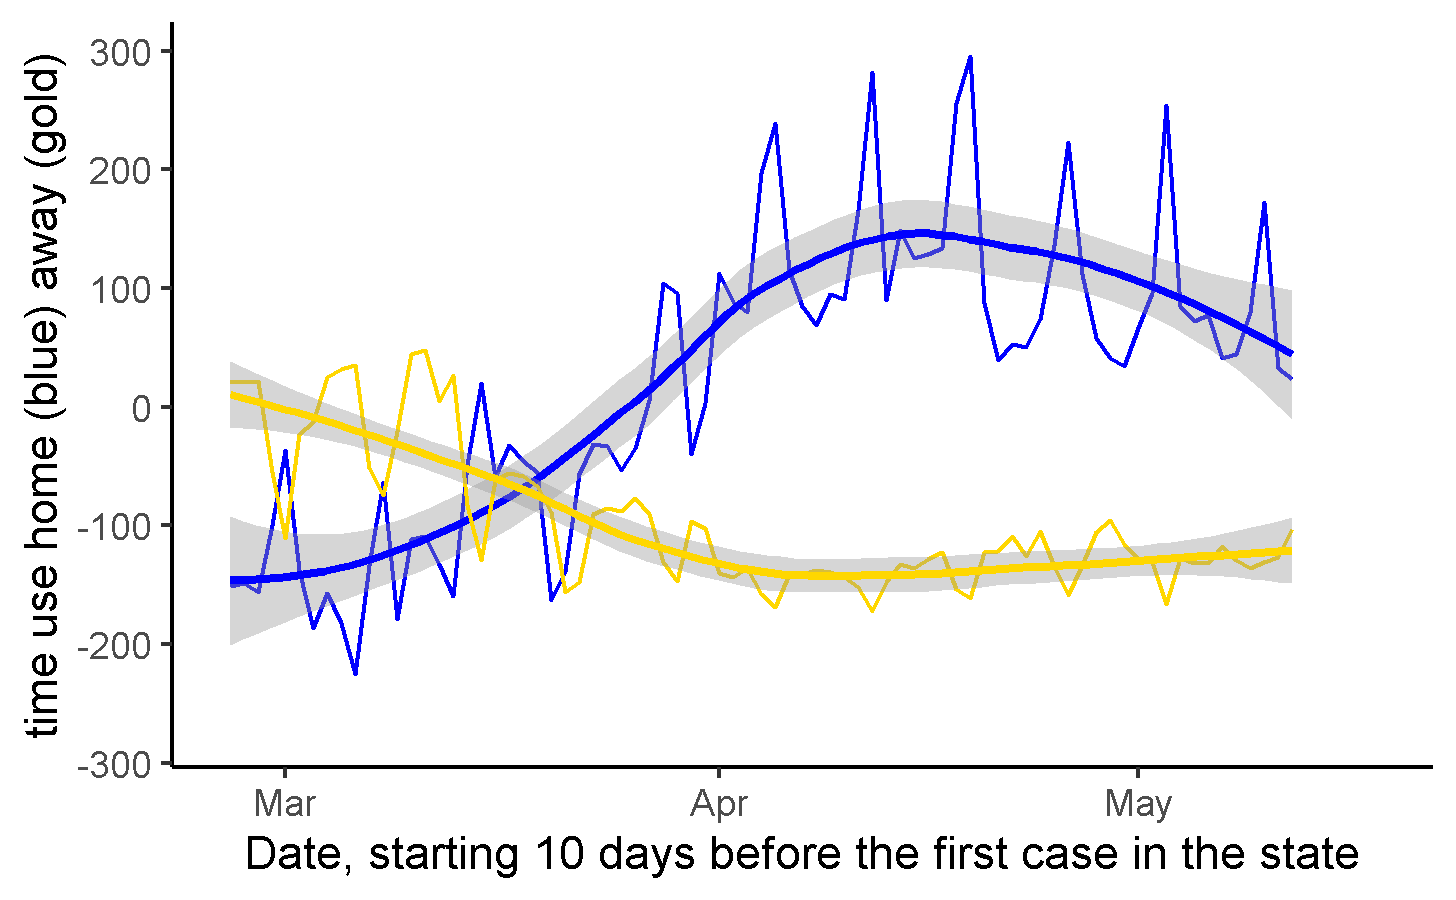 time use home (blue) away (gold)
300
200
100
0
-100
-200
-300
Mar Apr May
Date, starting 10 days before the first case in the state